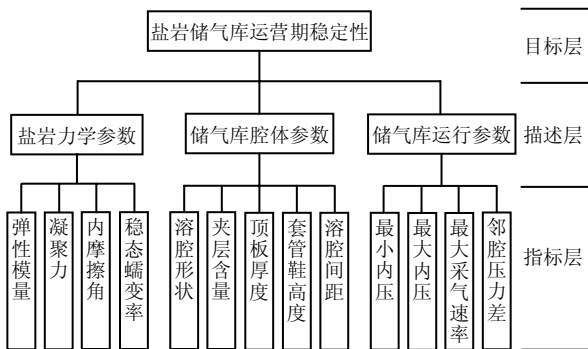 盐岩储气库运营期稳定性
目标层
盐岩力学参数
储气库腔体参数
储气库运行参数
描述层
弹性模量
凝聚力
内摩擦角
稳态蠕变率
溶腔形状
夹层含量
顶板厚度
套管鞋高度
溶腔间距
最小内压
最大内压
最大采气速率
邻腔压力差
指标层